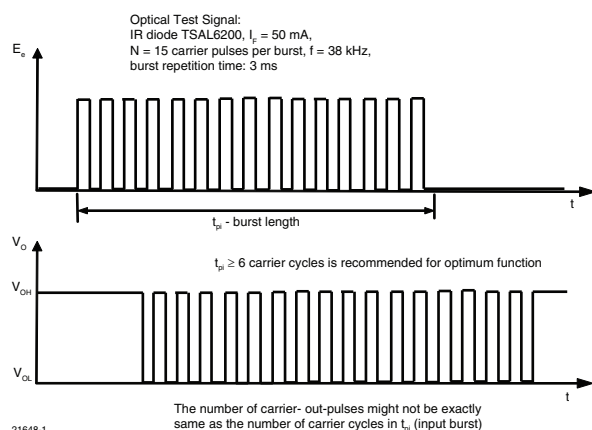 Optical Test Signal:
IR diode TSAL6200, IF = 50 mA,
N = 15 carrier pulses per burst, f = 38 kHz,
burst repetition time: 3 ms
Ee
t
tpi - burst length
VO
tpi ≥ 6 carrier cycles is recommended for optimum function
VOH
VOL
t
The number of carrier- out-pulses might not be exactly
same as the number of carrier cycles in tpi (input burst)
21648-1